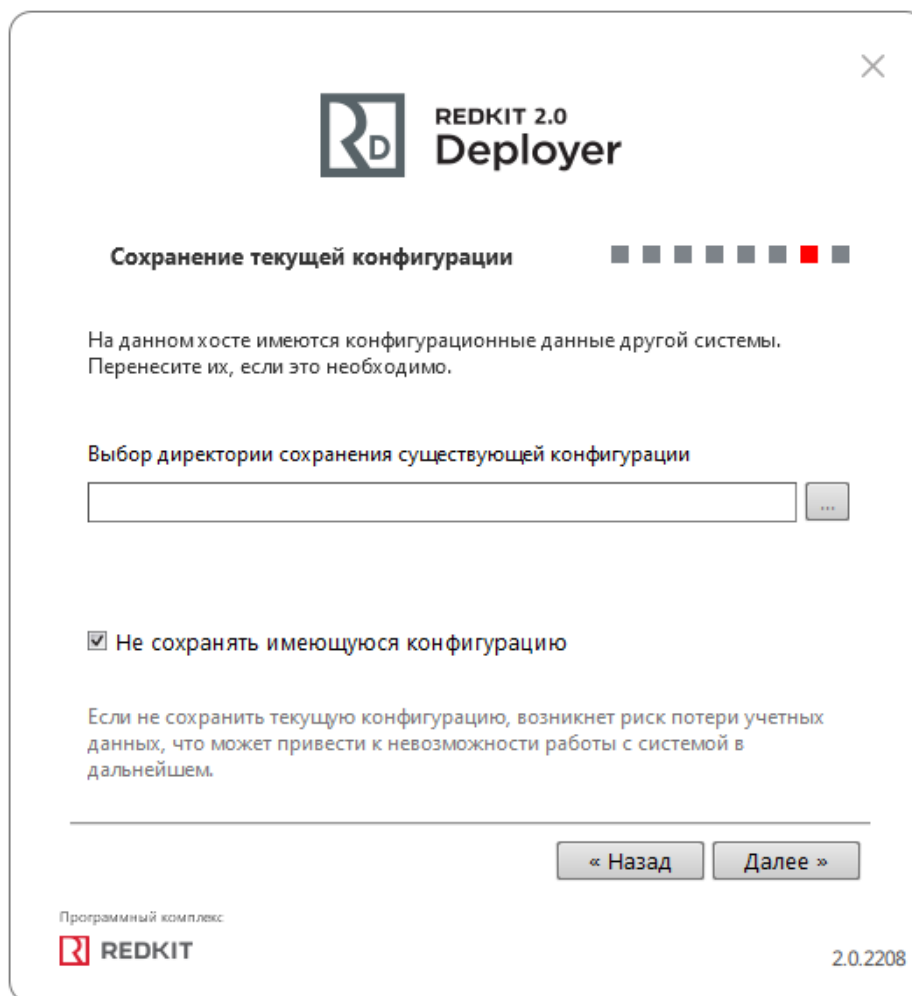 RD
REDKIT 2.0
Deployer
Сохранение текущей конфигурации
На данном хосте имеются конфигурационные данные другой системы.
Перенесите их, если это необходимо.
Выбор директории сохранения существующей конфигурации
...
Не сохранять имеющуюся конфигурацию
Если не сохранить текущую конфигурацию, возникнет риск потери учетных
данных, что может привести к невозможности работы с системой в
дальнейшем.
« Назад
Далее »
Программный комплекс
REDKIT
2.0.2208